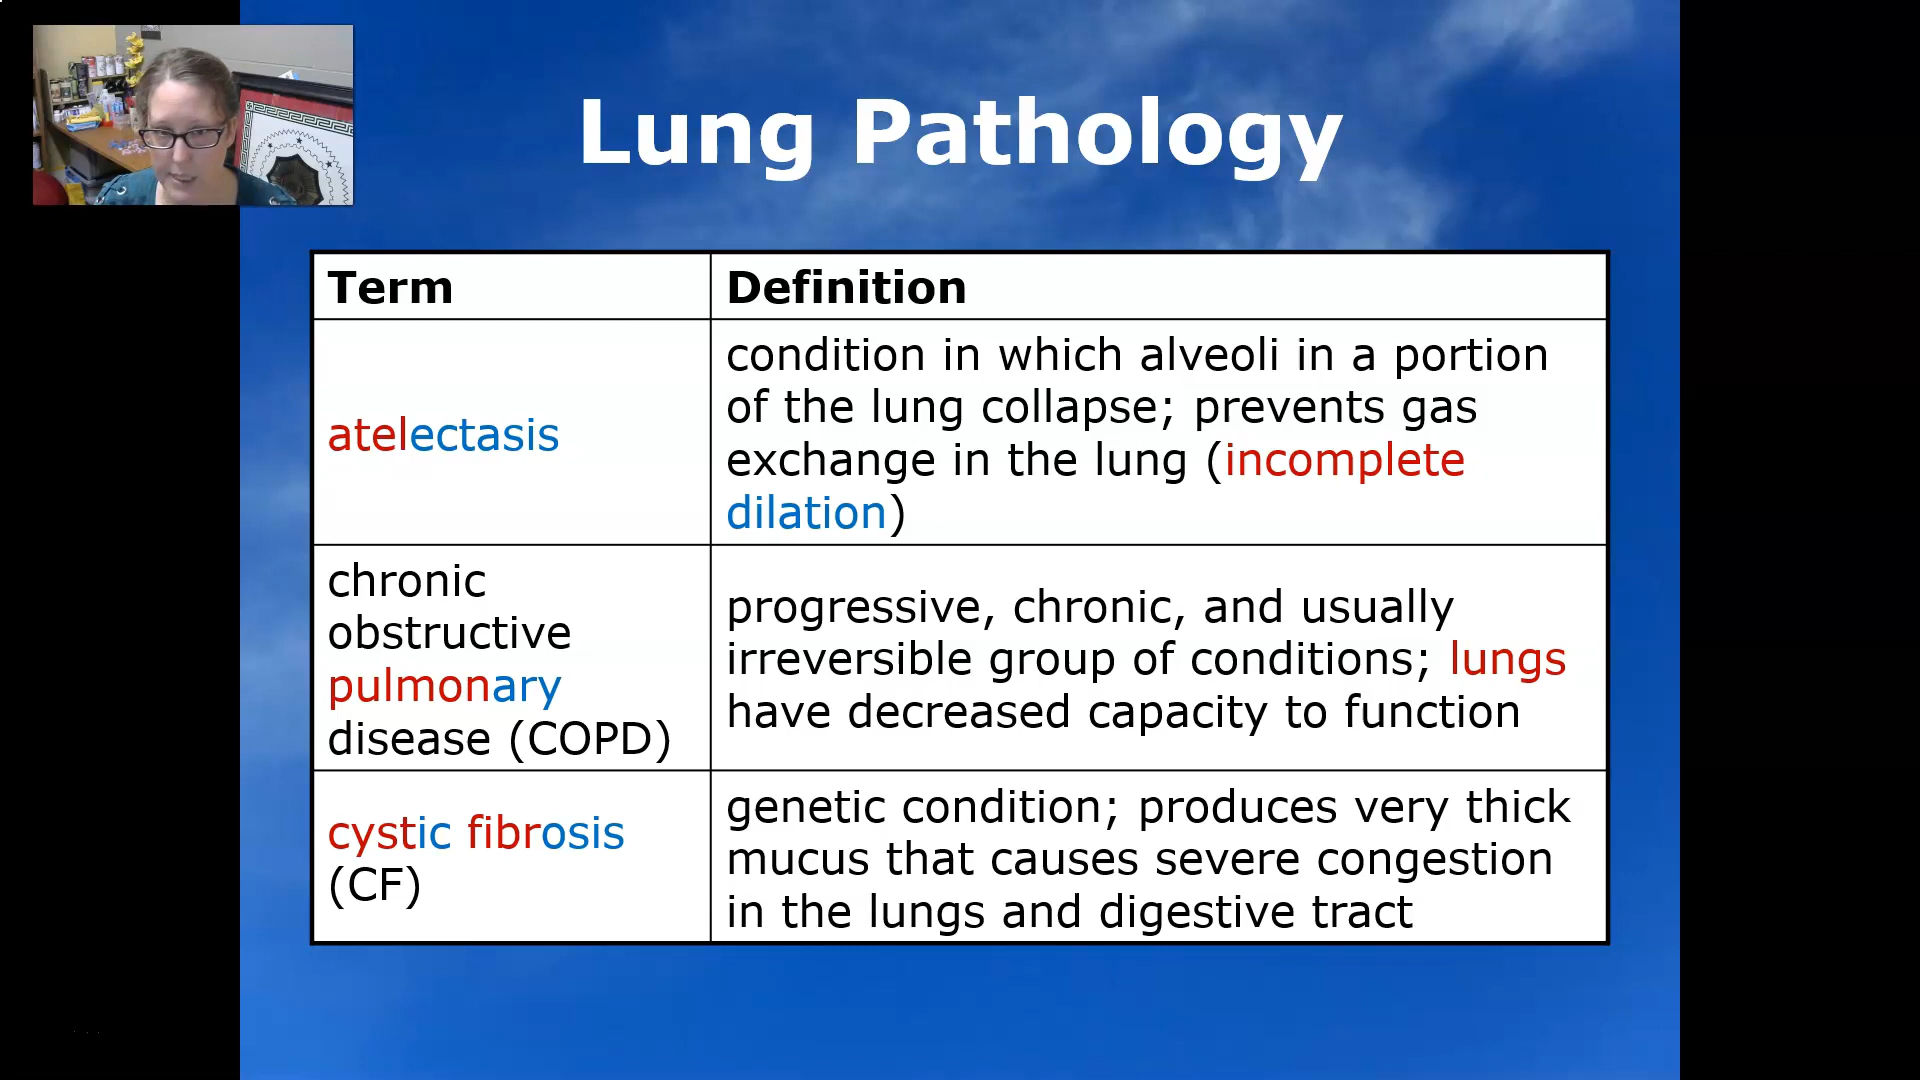 Lung Pathology
Term
Definition
atelectasis
condition in which alveoli in a portion
of the lung collapse; prevents gas
exchange in the lung (incomplete
dilation)
chronic
obstructive
pulmonary
disease (COPD)
progressive, chronic, and usually
irreversible group of conditions; lungs
have decreased capacity to function
cystic fibrosis
(CF)
genetic condition; produces very thick
mucus that causes severe congestion
in the lungs and digestive tract